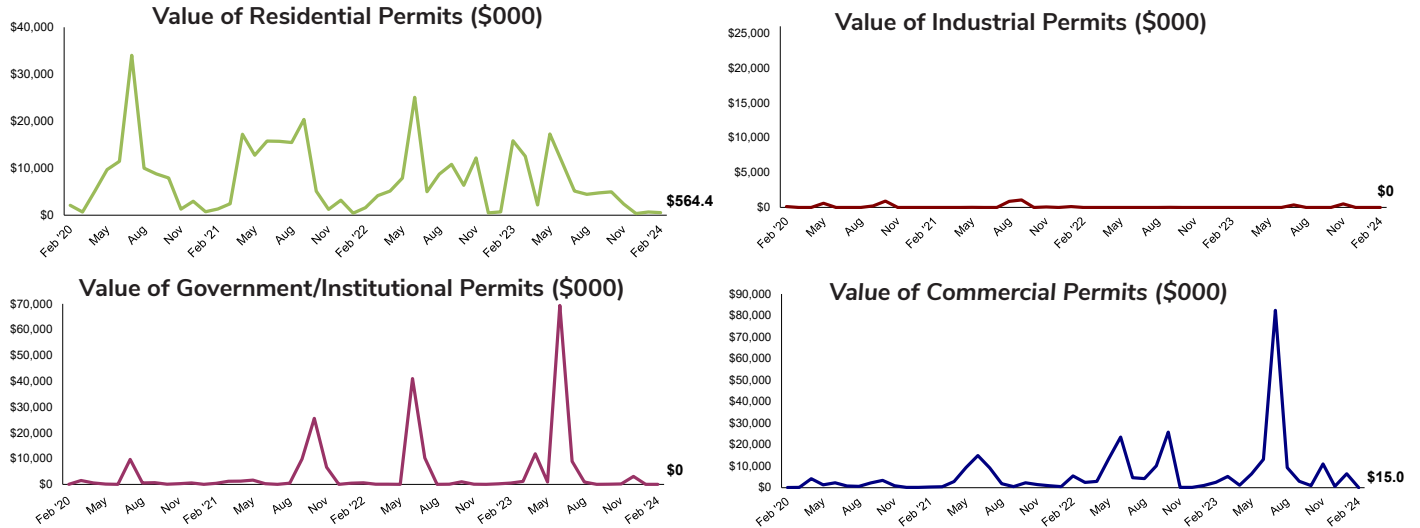 Value of Residential Permits ($000)
$40,000
$30,000
$20,000
$10,000
$0
$564.4
Feb '20
May
Aug
Nov
Feb '21
May
Aug
Nov
Feb '22
May
Aug
Nov
Feb '23
May
Aug
Nov
Feb '24
Value of Industrial Permits ($000)
$25,000
$20,000
$15,000
$10,000
$5,000
$0
$0
Feb '20
May
Aug
Nov
Feb '21
May
Aug
Nov
Feb '22
May
Aug
Nov
Feb '23
May
Aug
Nov
Feb '24
Value of Government/Institutional Permits ($000)
$70,000
$60,000
$50,000
$40,000
$30,000
$20,000
$10,000
$0
$0
Feb '20
May
Aug
Nov
Feb '21
May
Aug
Nov
Feb '22
May
Aug
Nov
Feb '23
May
Aug
Nov
Feb '24
Value of Commercial Permits ($000)
$90,000
$80,000
$70,000
$60,000
$50,000
$40,000
$30,000
$20,000
$10,000
$0
$15.0
Feb '20
May
Aug
Nov
Feb '21
May
Aug
Nov
Feb '22
May
Aug
Nov
Feb '23
May
Aug
Nov
Feb '24